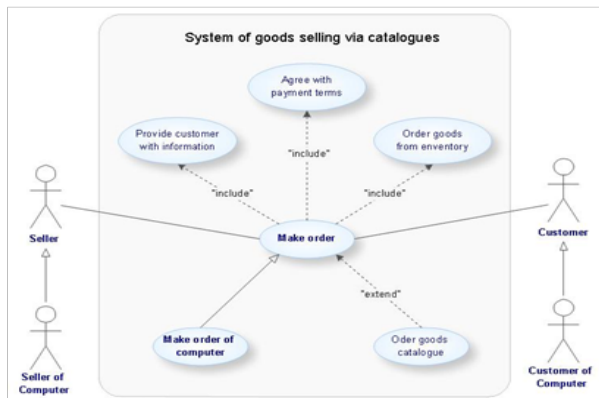 System of goods selling via catalogues
Agree with
payment terms
Provide customer
with information
Order goods
from enventory
"include"
"include"
"include"
Seller
Make order
Customer
"extend"
Make order of
computer
Oder goods
catalogue
Seller of
Computer
Customer of
Computer